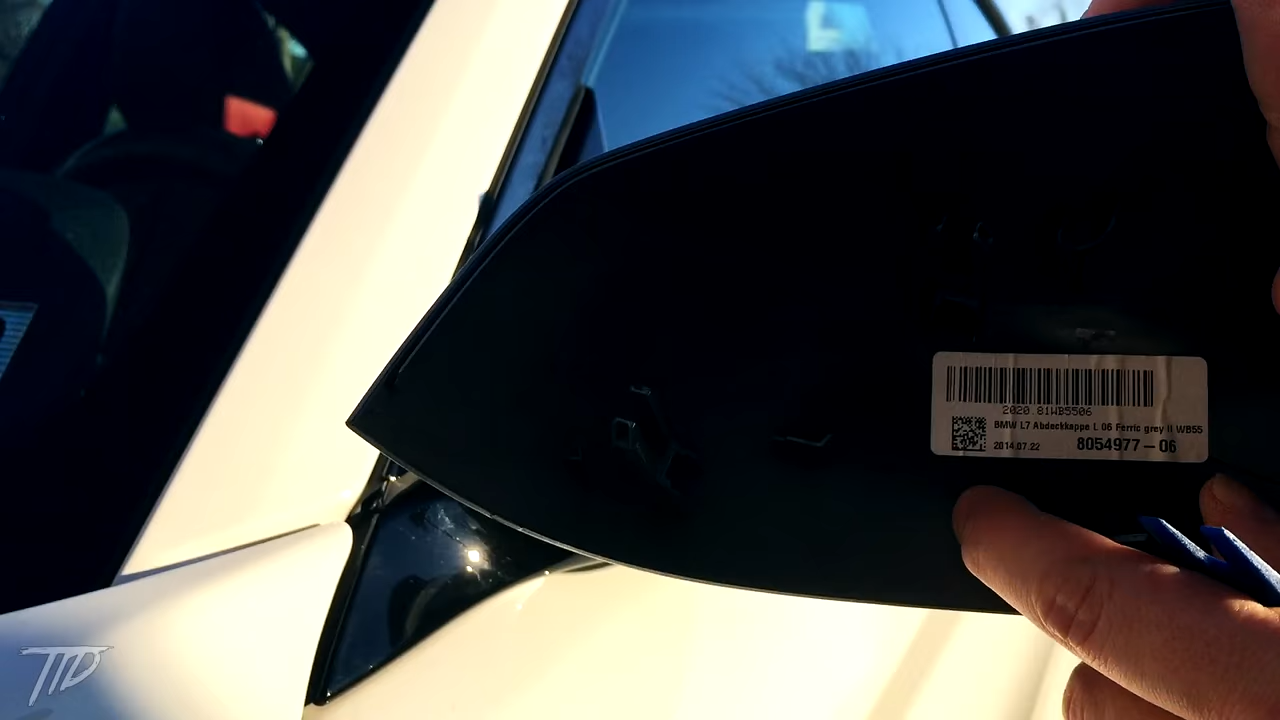 2020.81WB5506
BMW L7 Abdeckkappe L 06 Ferric grey II WB55
2014.07.22
8054977-06
TTD